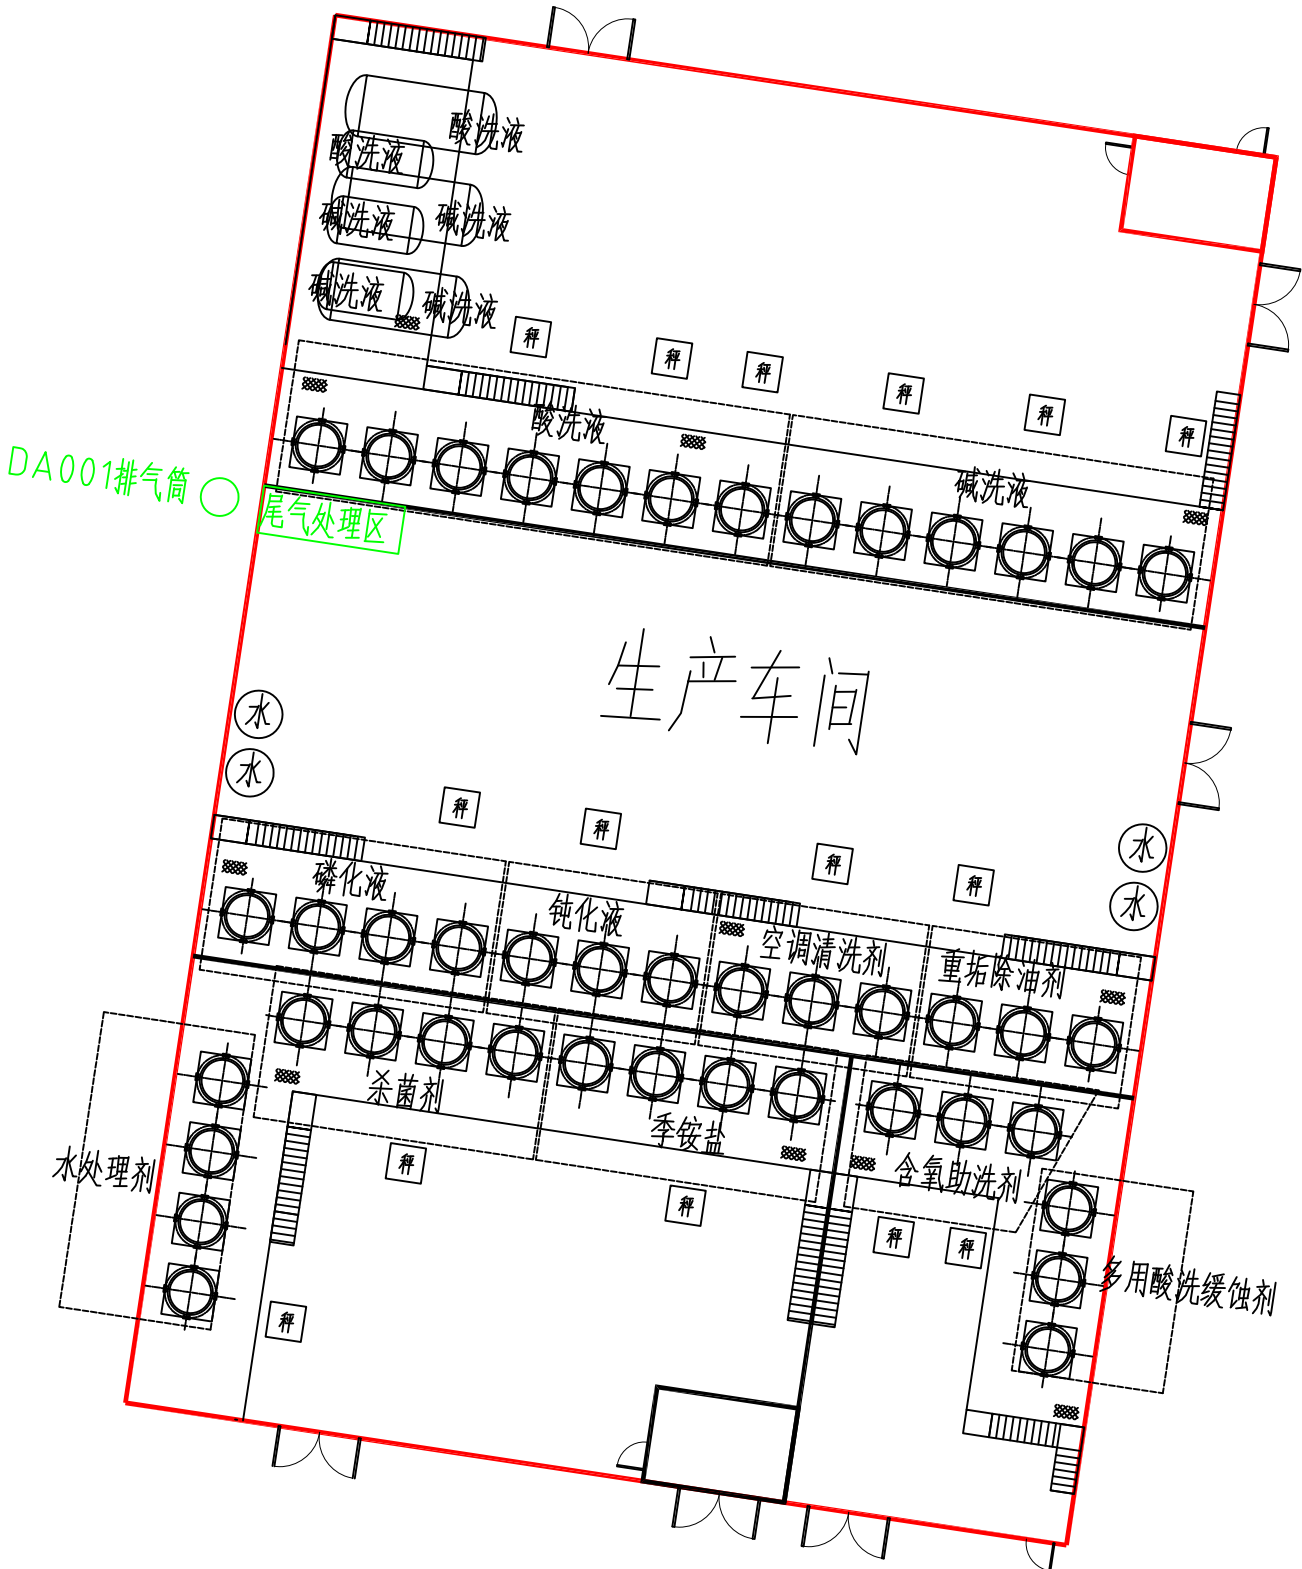 酸洗液
酸洗液
碱洗液
碱洗液
碱洗液
碱洗液
秤
秤
秤
秤
秤
秤
酸洗液
碱洗液
DA001排气筒
尾气处理区
生产车间
水
水
水
水
秤
秤
秤
秤
磷化液
钝化液
空调清洗剂
重垢除油剂
杀菌剂
季铵盐
含氧助洗剂
水处理剂
多用酸洗缓蚀剂
秤
秤
秤
秤
秤